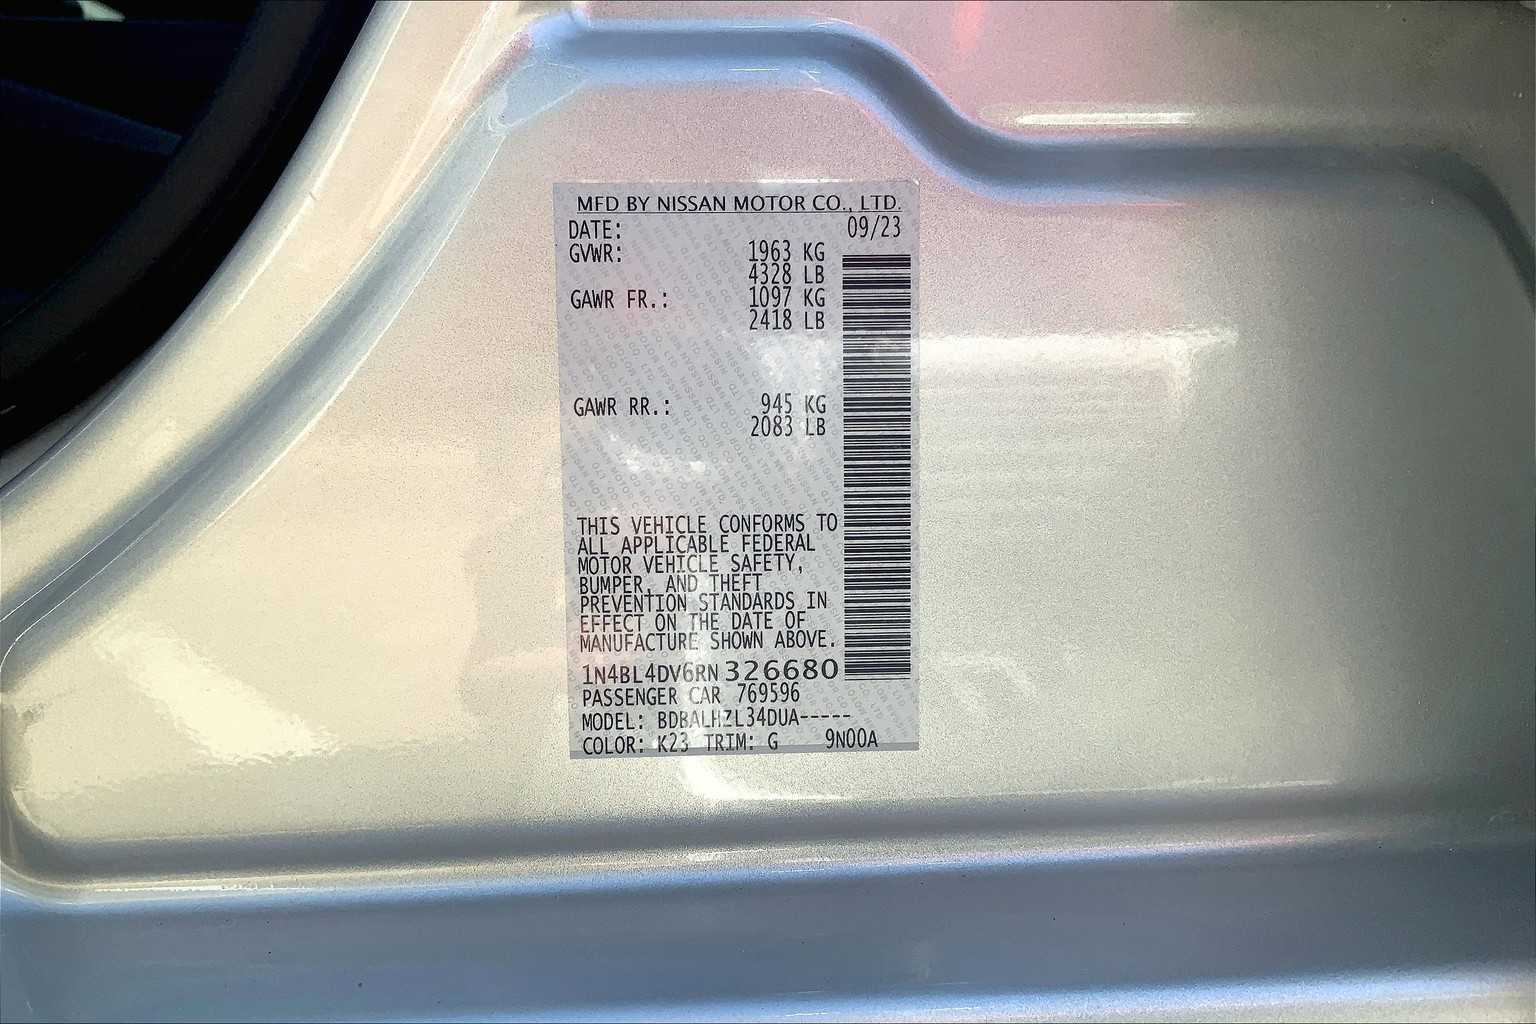 MFD BY NISSAN MOTOR CO., LTD.
DATE: 09/23
GVWR: 1963 KG
4328 LB
GAWR FR.: 1097 KG
2418 LB
GAWR RR.: 945 KG
2083 LB
THIS VEHICLE CONFORMS TO
ALL APPLICABLE FEDERAL
MOTOR VEHICLE SAFETY,
BUMPER, AND THEFT
PREVENTION STANDARDS IN
EFFECT ON THE DATE OF
MANUFACTURE SHOWN ABOVE.
1N4BL4DV6RN326680
PASSENGER CAR 769596
MODEL: BDBALHZL34DUA-----
COLOR: K23 TRIM: G 9N00A